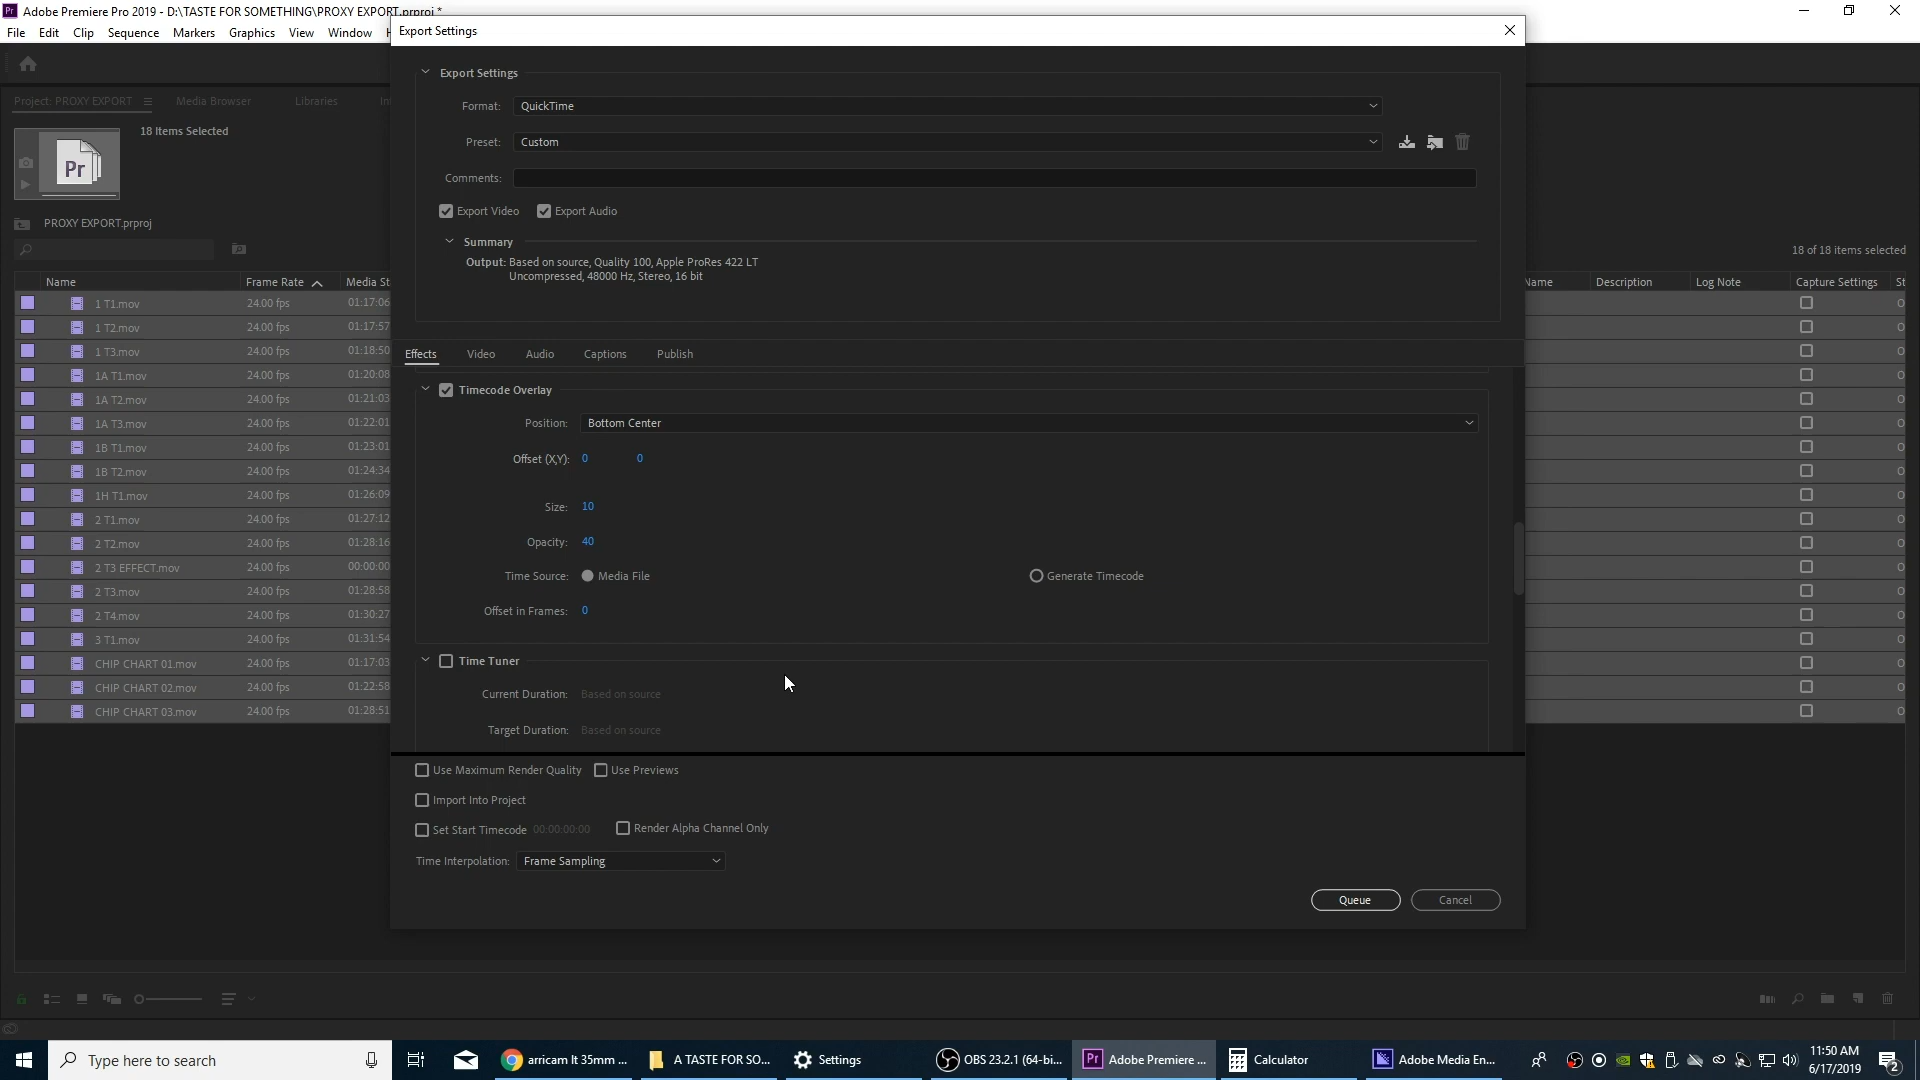 Pr Adobe Premiere Pro 2019 - D:\TASTE FOR SOMETHING\PROXY EXPORT.prproj *
File Edit Clip Sequence Markers Graphics View Window
Export Settings
Export Settings
Format: QuickTime
Project: PROXY EXPORT Media Browser Libraries
18 Items Selected
Preset: Custom
Pr
Comments:
Export Video Export Audio
PROXY EXPORT.prproj
Summary
18 of 18 items selected
Output: Based on source, Quality 100, Apple ProRes 422 LT
Uncompressed, 48000 Hz, Stereo, 16 bit
Name Frame Rate Media St Name Description Log Note Capture Settings St
1 T1.mov 24.00 fps 01:17:06
1 T2.mov 24.00 fps 01:17:57
1 T3.mov 24.00 fps 01:18:50
Effects Video Audio Captions Publish
1A T1.mov 24.00 fps 01:20:08
Timecode Overlay
1A T2.mov 24.00 fps 01:21:03
1A T3.mov 24.00 fps 01:22:01
Position: Bottom Center
1B T1.mov 24.00 fps 01:23:01
Offset (X,Y): 0 0
1B T2.mov 24.00 fps 01:24:34
1H T1.mov 24.00 fps 01:26:09
Size: 10
2 T1.mov 24.00 fps 01:27:12
2 T2.mov 24.00 fps 01:28:16
Opacity: 40
2 T3 EFFECT.mov 24.00 fps 00:00:00
Time Source: Media File Generate Timecode
2 T3.mov 24.00 fps 01:28:58
Offset in Frames: 0
2 T4.mov 24.00 fps 01:30:27
3 T1.mov 24.00 fps 01:31:54
Time Tuner
CHIP CHART 01.mov 24.00 fps 01:17:03
CHIP CHART 02.mov 24.00 fps 01:22:58
Current Duration: Based on source
CHIP CHART 03.mov 24.00 fps 01:28:51
Target Duration: Based on source
Use Maximum Render Quality Use Previews
Import Into Project
Set Start Timecode 00:00:00:00 Render Alpha Channel Only
Time Interpolation: Frame Sampling
Queue Cancel
Type here to search arricam lt 35mm ... A TASTE FOR SO... Settings OBS 23.2.1 (64-bi... Pr Adobe Premiere ... Calculator Adobe Media En... 11:50 AM
6/17/2019
2